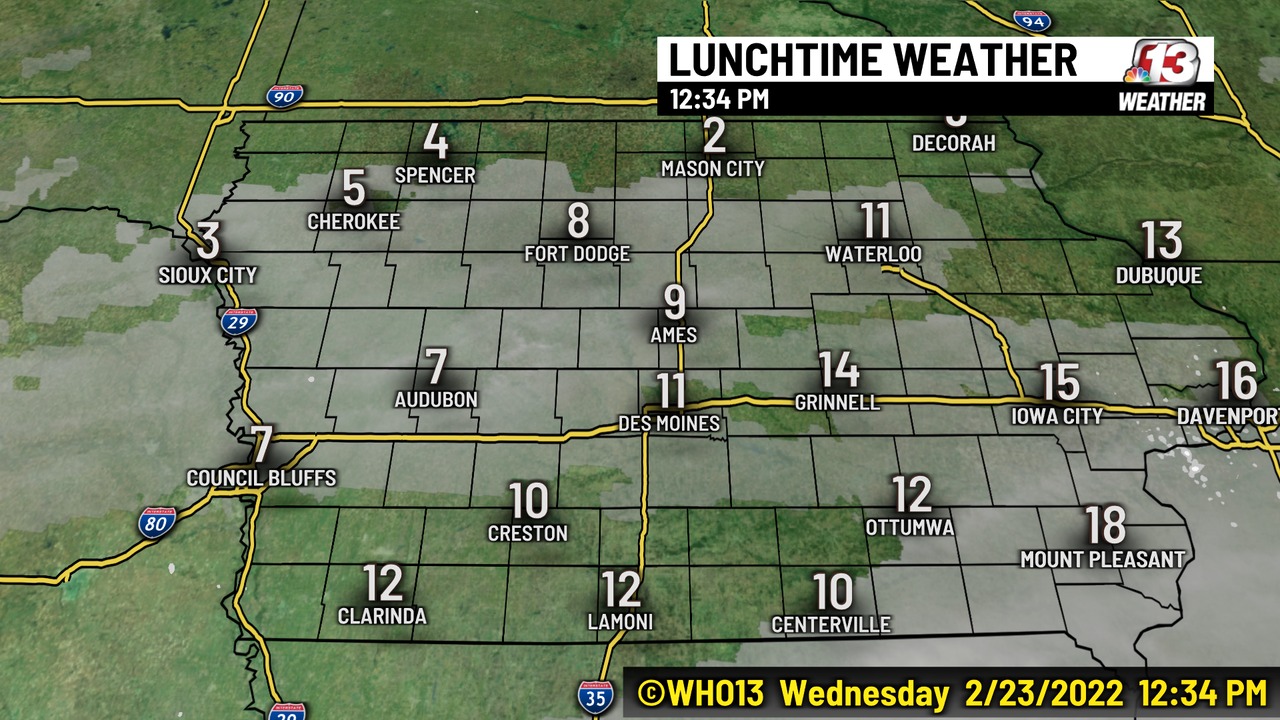 94
LUNCHTIME WEATHER
13
12:34 PM
WEATHER
90
2
DECORAH
4
MASON CITY
SPENCER
5
CHEROKEE
8
11
3
FORT DODGE
WATERLOO
13
SIOUX CITY
DUBUQUE
9
29
AMES
7
14
15
16
AUDUBON
11
GRINNELL
IOWA CITY
DAVENPOR
DES MOINES
7
COUNCIL BLUFFS
10
12
80
CRESTON
OTTUMWA
18
MOUNT PLEASANT
12
12
10
CLARINDA
LAMONI
CENTERVILLE
35
©WHO13 Wednesday 2/23/2022 12:34 PM